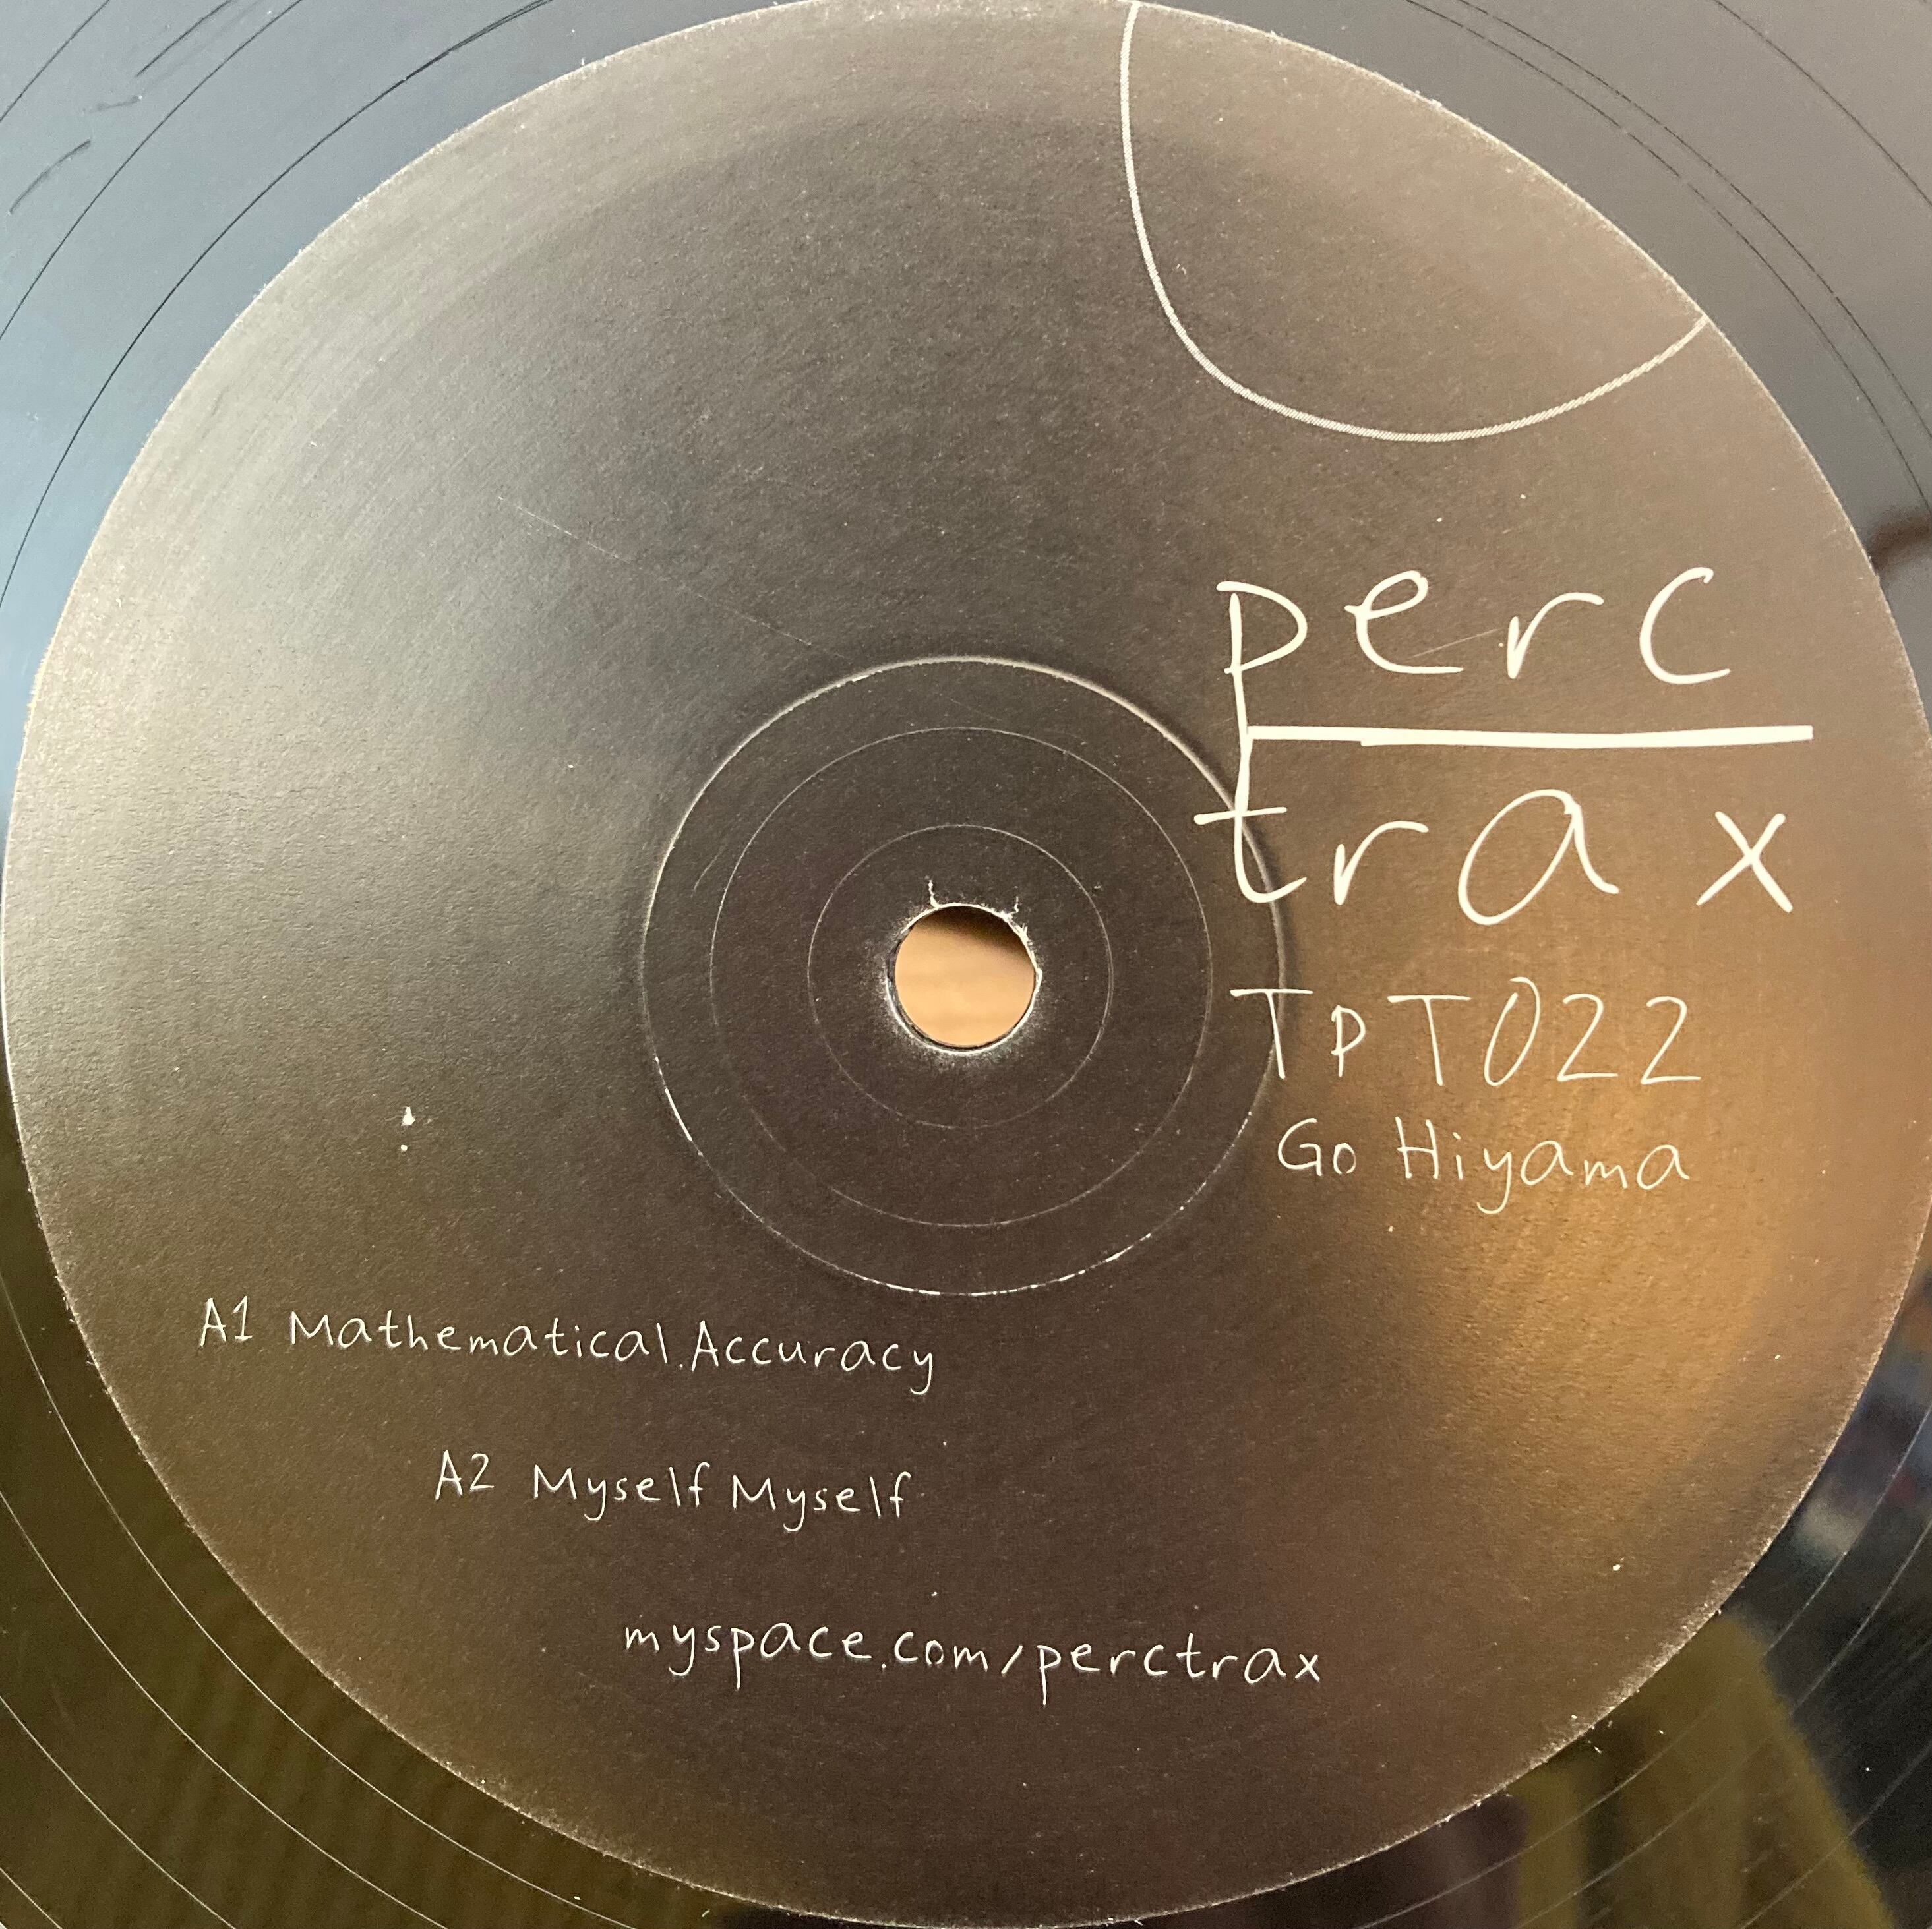 perc
trax
TPT022
Go Hiyama
A1 Mathematical Accuracy
A2 Myself Myself
myspace.com/perctrax